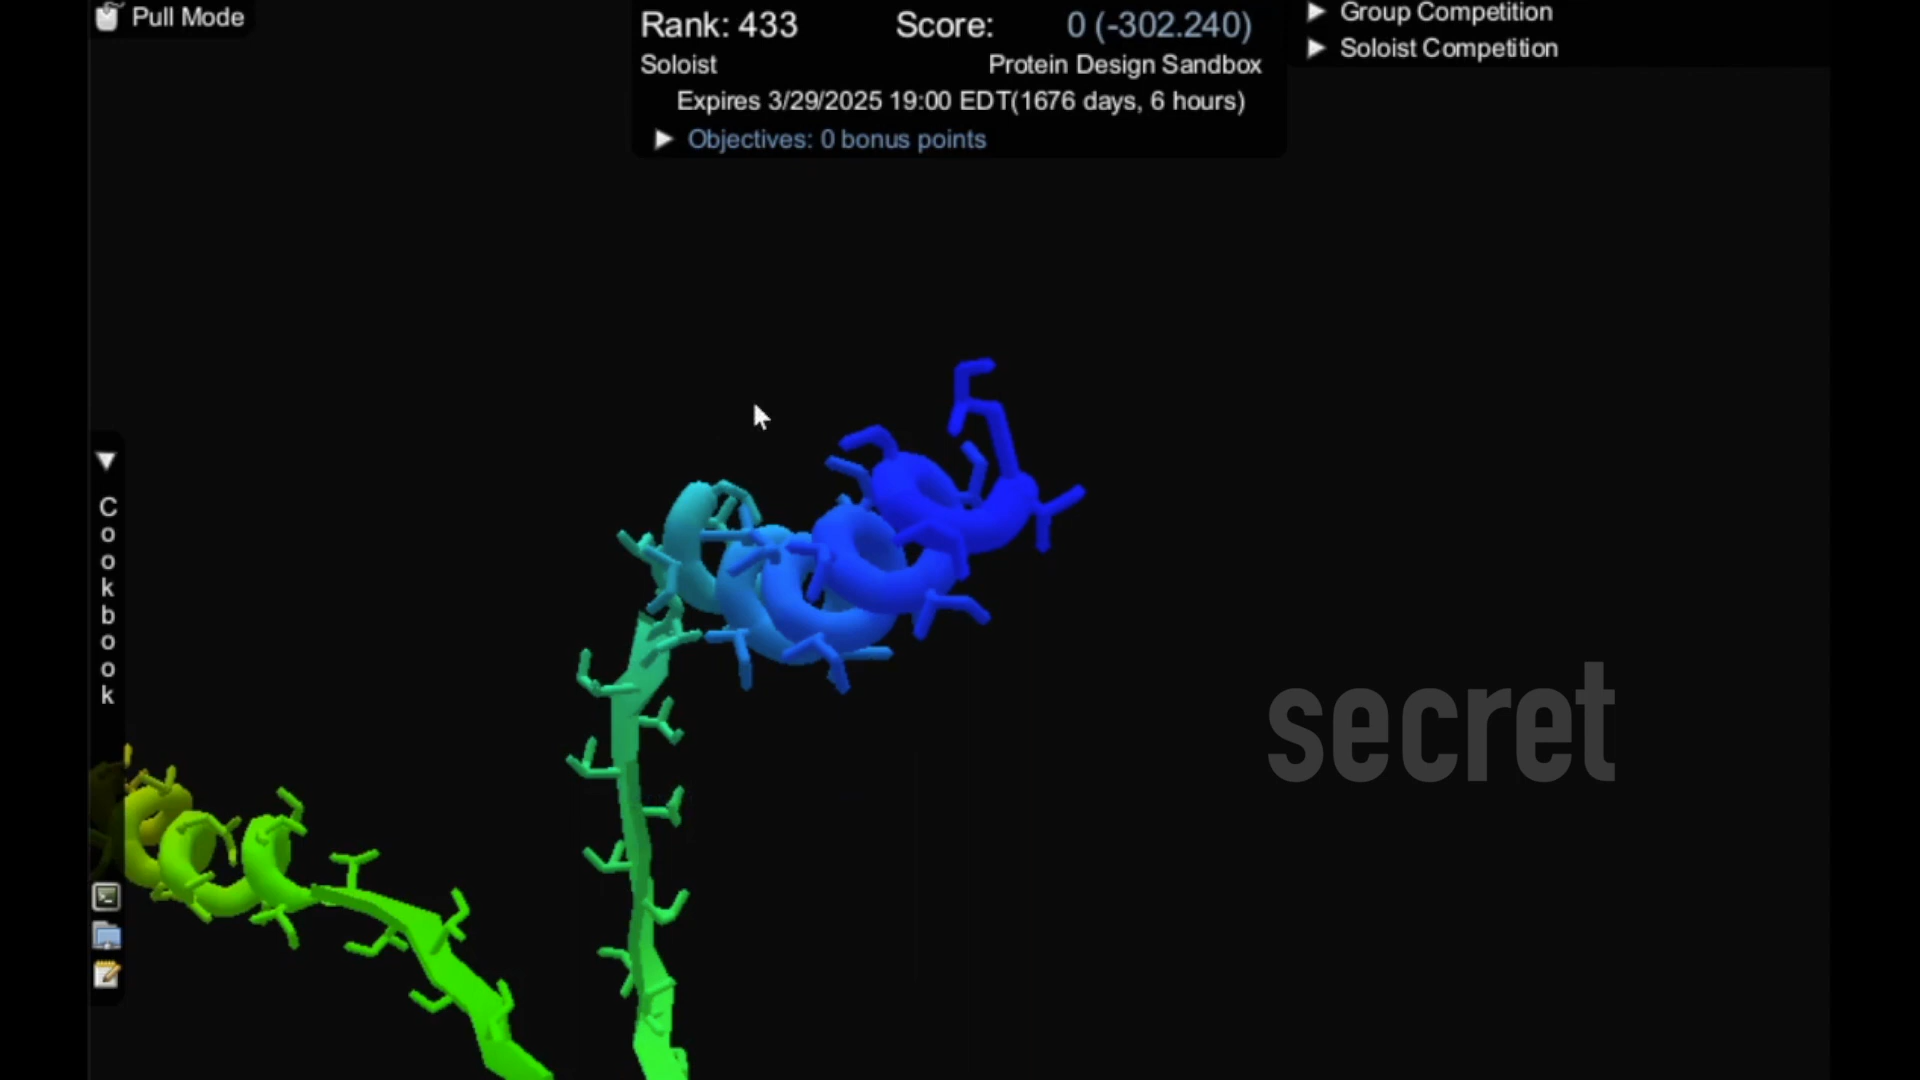 Pull Mode
Rank: 433 Score: 0 (-302.240)
Soloist Protein Design Sandbox
Expires 3/29/2025 19:00 EDT(1676 days, 6 hours)
Objectives: 0 bonus points
Group Competition
Soloist Competition
Cookbook
secret